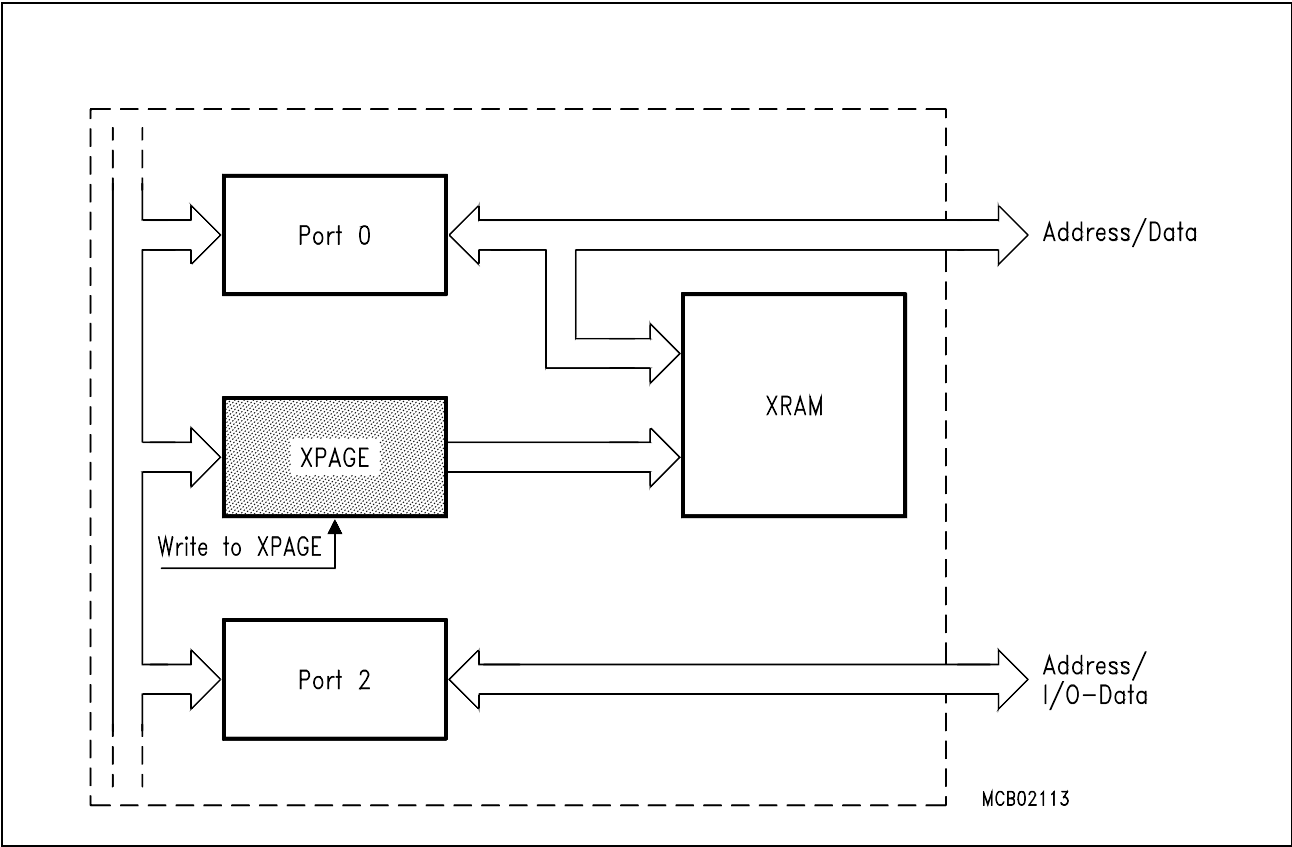 Port 0
Address/Data
XRAM
XPAGE
Write to XPAGE
Port 2
Address/
I/O-Data
MCB02113